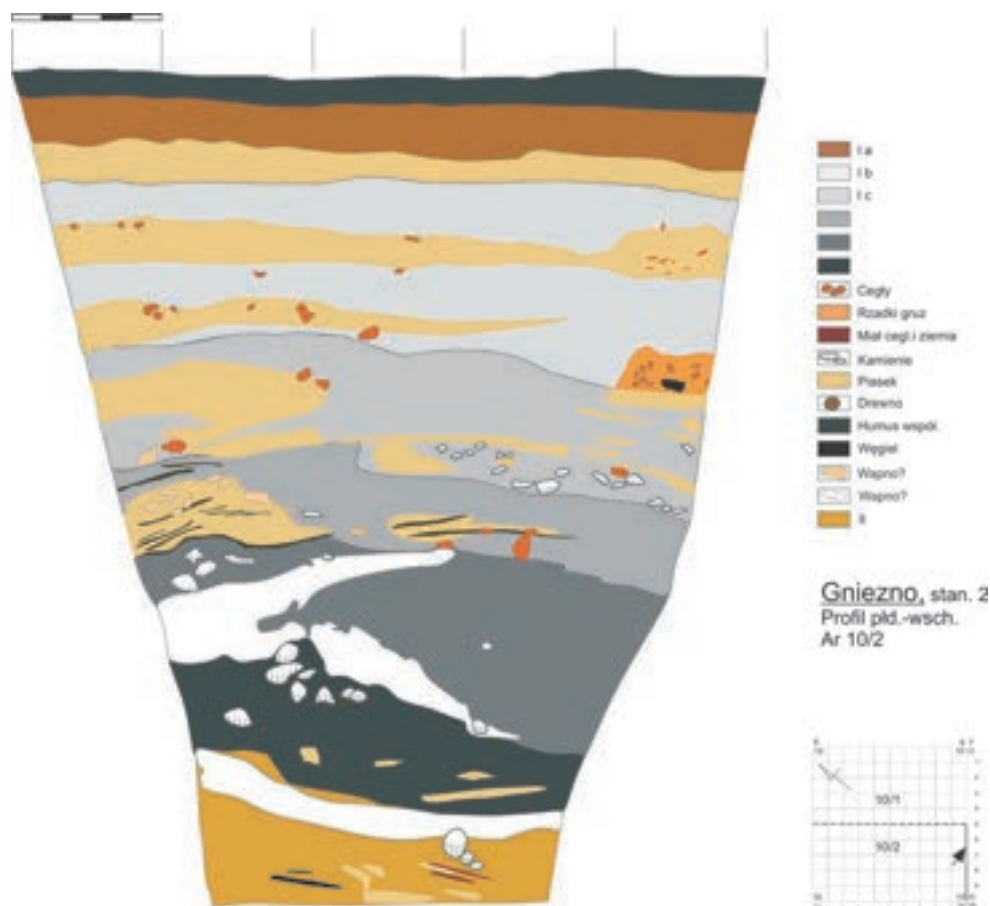 I a
I b
I c
Cegły
Rzadki gruz
Miał cegł.i ziemia
Kamienie
Piasek
Drewno
Humus współ.
Węgiel
Wapno?
Wapno?
II
Gniezno, stan. 2
Profil płd.-wsch.
Ar 10/2
10/1
10/2